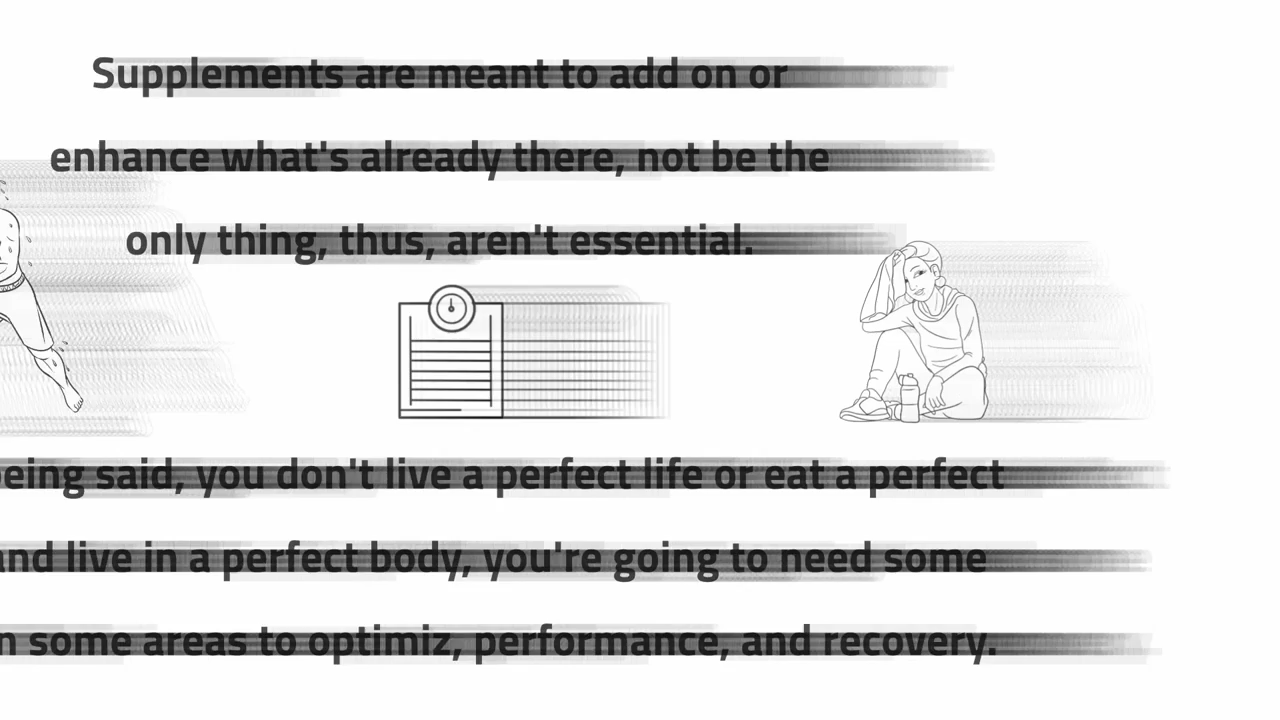 Supplements are meant to add on or
enhance what's already there, not be the
only thing, thus, aren't essential.
being said, you don't live a perfect life or eat a perfect
and live in a perfect body, you're going to need some
some areas to optimiz, performance, and recovery.